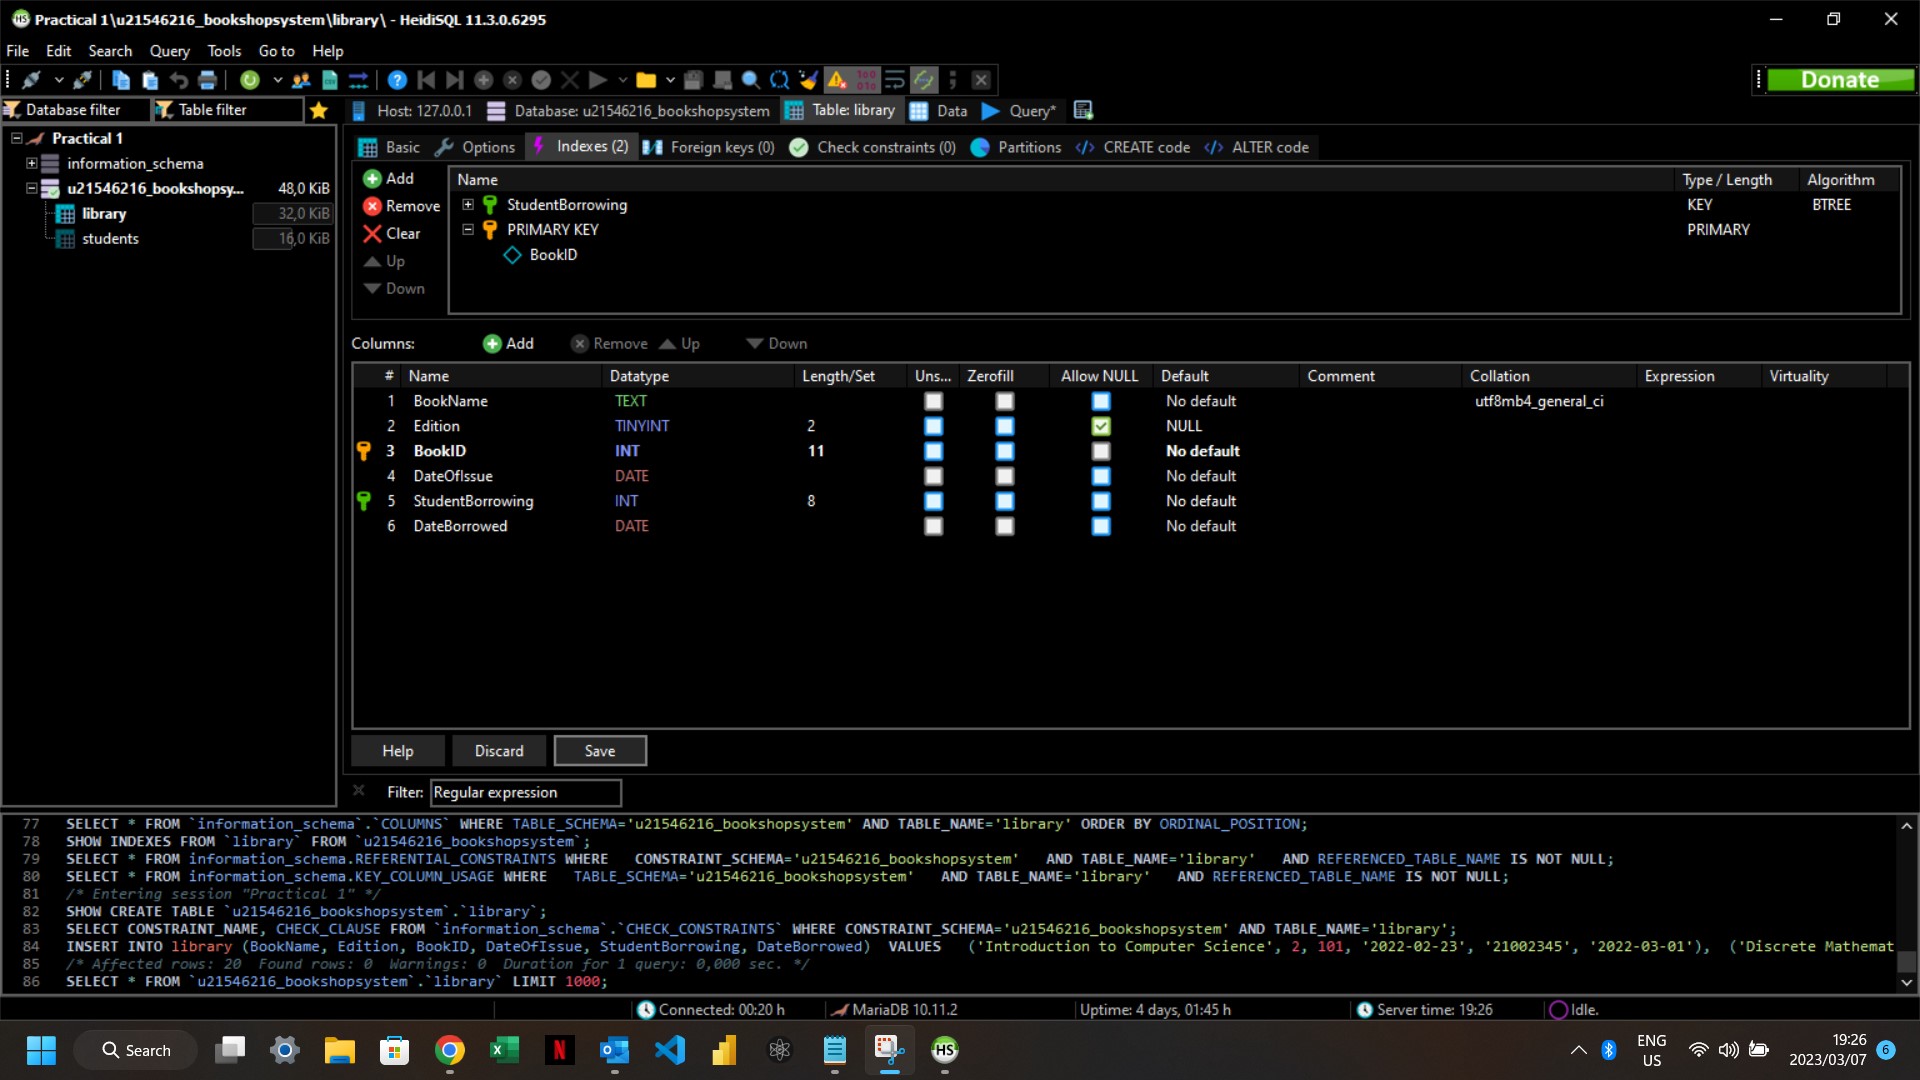 HS Practical 1\u21546216_bookshopsystem\library\ - HeidiSQL 11.3.0.6295
File Edit Search Query Tools Go to Help
Donate
Database filter Table filter Host: 127.0.0.1 Database: u21546216_bookshopsystem Table: library Data Query*
Practical 1
information_schema
u21546216_bookshopsy... 48,0 KiB
library 32,0 KiB
students 16,0 KiB
Basic Options Indexes (2) Foreign keys (0) Check constraints (0) Partitions CREATE code ALTER code
Add
Remove
Clear
Up
Down
Name Type / Length Algorithm
StudentBorrowing KEY BTREE
PRIMARY KEY PRIMARY
BookID
Columns: Add Remove Up Down
# Name Datatype Length/Set Uns... Zerofill Allow NULL Default Comment Collation Expression Virtuality
1 BookName TEXT No default utf8mb4_general_ci
2 Edition TINYINT 2 NULL
3 BookID INT 11 No default
4 DateOfIssue DATE No default
5 StudentBorrowing INT 8 No default
6 DateBorrowed DATE No default
Help Discard Save
Filter: Regular expression
77 SELECT * FROM `information_schema`.`COLUMNS` WHERE TABLE_SCHEMA='u21546216_bookshopsystem' AND TABLE_NAME='library' ORDER BY ORDINAL_POSITION;
78 SHOW INDEXES FROM `library` FROM `u21546216_bookshopsystem`;
79 SELECT * FROM information_schema.REFERENTIAL_CONSTRAINTS WHERE   CONSTRAINT_SCHEMA='u21546216_bookshopsystem'   AND TABLE_NAME='library'   AND REFERENCED_TABLE_NAME IS NOT NULL;
80 SELECT * FROM information_schema.KEY_COLUMN_USAGE WHERE   TABLE_SCHEMA='u21546216_bookshopsystem'   AND TABLE_NAME='library'   AND REFERENCED_TABLE_NAME IS NOT NULL;
81 /* Entering session "Practical 1" */
82 SHOW CREATE TABLE `u21546216_bookshopsystem`.`library`;
83 SELECT CONSTRAINT_NAME, CHECK_CLAUSE FROM `information_schema`.`CHECK_CONSTRAINTS` WHERE CONSTRAINT_SCHEMA='u21546216_bookshopsystem' AND TABLE_NAME='library';
84 INSERT INTO library (BookName, Edition, BookID, DateOfIssue, StudentBorrowing, DateBorrowed)  VALUES   ('Introduction to Computer Science', 2, 101, '2022-02-23', '21002345', '2022-03-01'),  ('Discrete Mathemat
85 /* Affected rows: 20  Found rows: 0  Warnings: 0  Duration for 1 query: 0,000 sec. */
86 SELECT * FROM `u21546216_bookshopsystem`.`library` LIMIT 1000;
Connected: 00:20 h MariaDB 10.11.2 Uptime: 4 days, 01:45 h Server time: 19:26 Idle.
Search
N
HS
ENG
US
19:26
2023/03/07
6